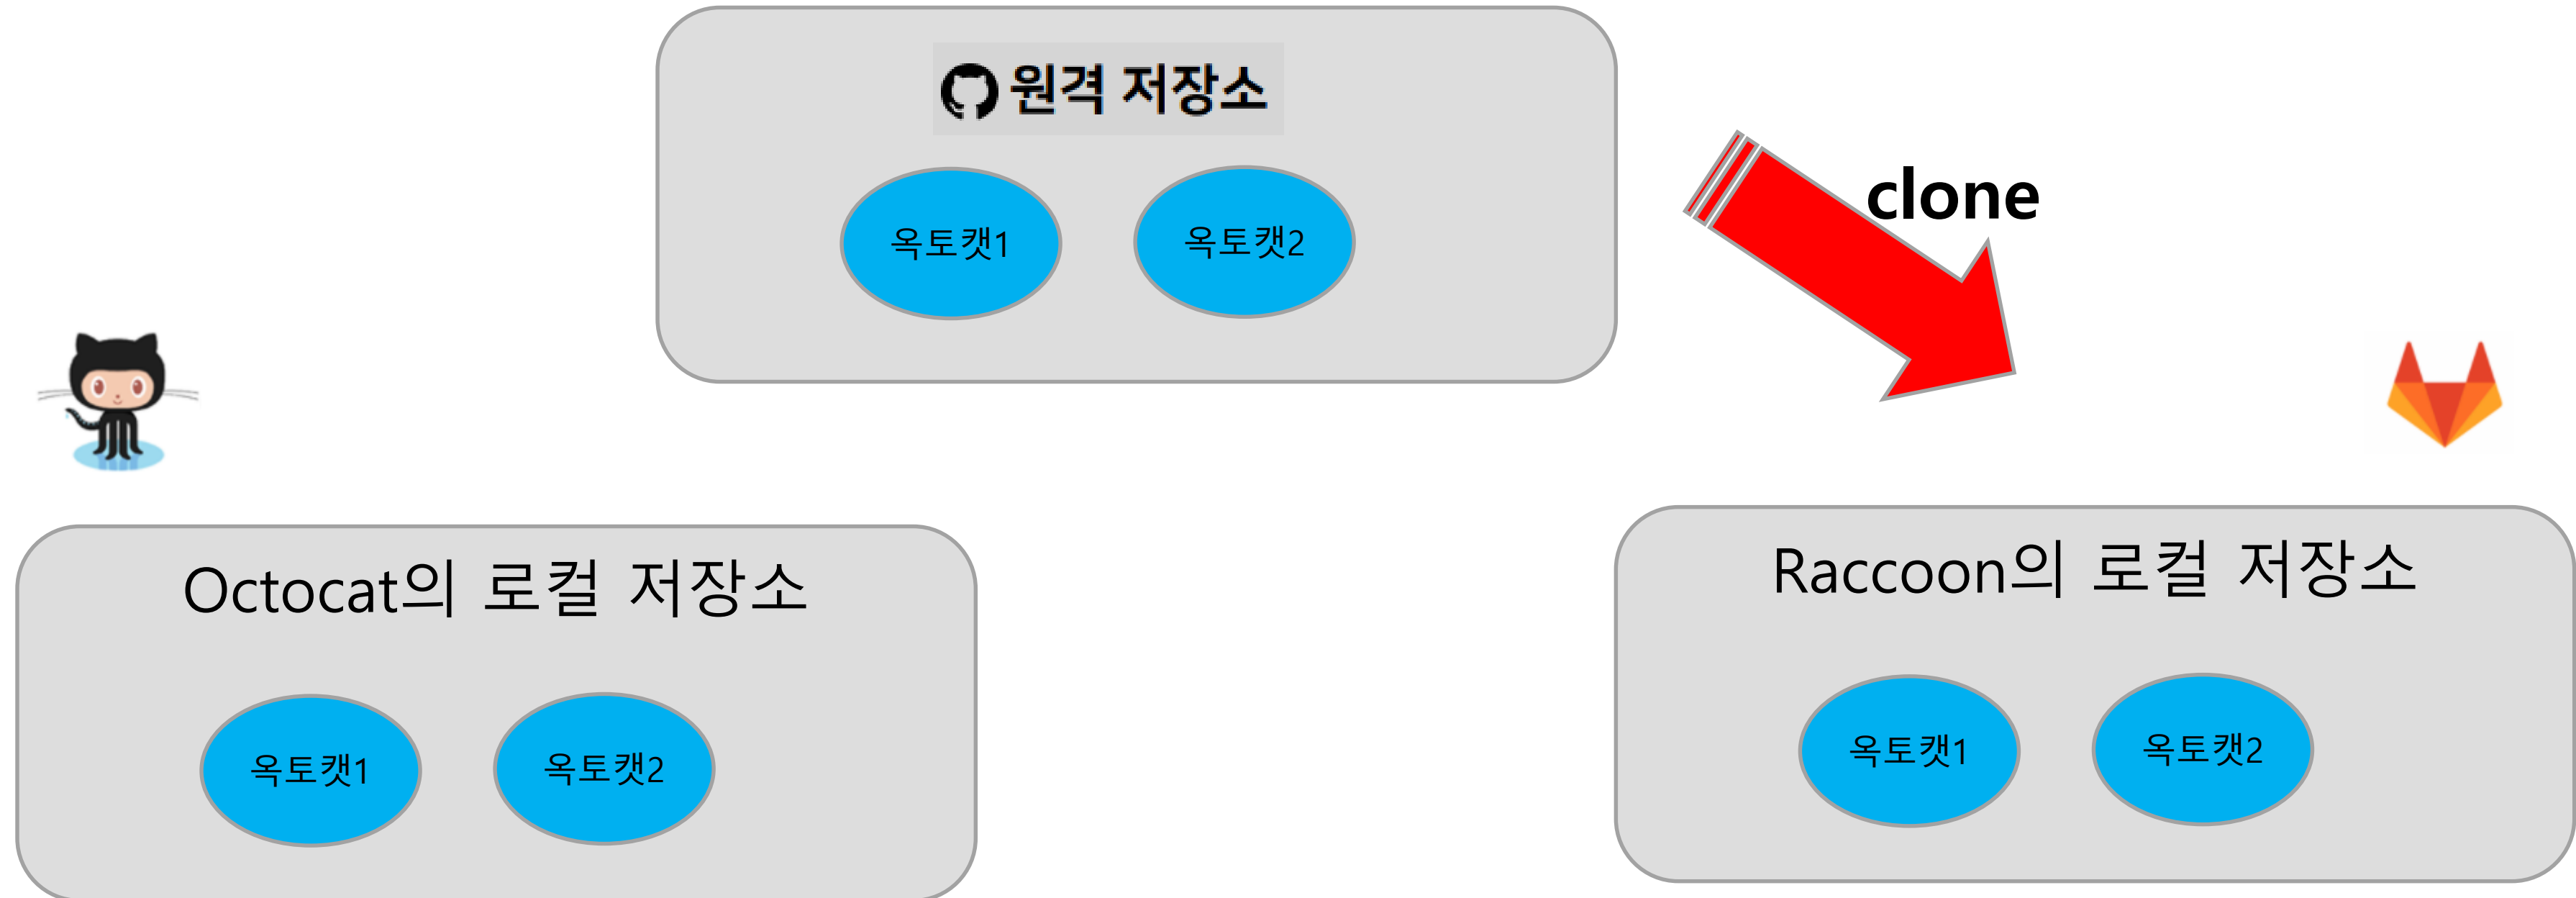 원격 저장소
옥토캣1
옥토캣2
clone
Octocat의 로컬 저장소
옥토캣1
옥토캣2
Raccoon의 로컬 저장소
옥토캣1
옥토캣2